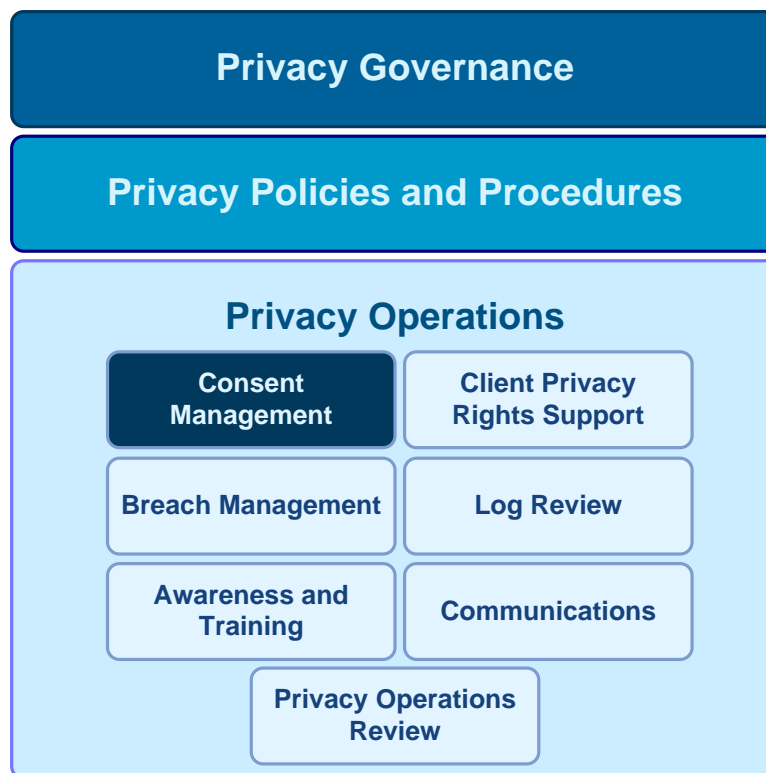 Privacy Governance
Privacy Policies and Procedures
Privacy Operations
Consent
Management
Client Privacy
Rights Support
Breach Management
Log Review
Awareness and
Training
Communications
Privacy Operations
Review